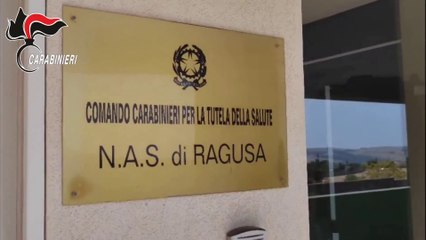 CARABINIERI
COMANDO CARABINIERI PER LA TUTELA DELLA SALUTE
N.A.S. di RAGUSA